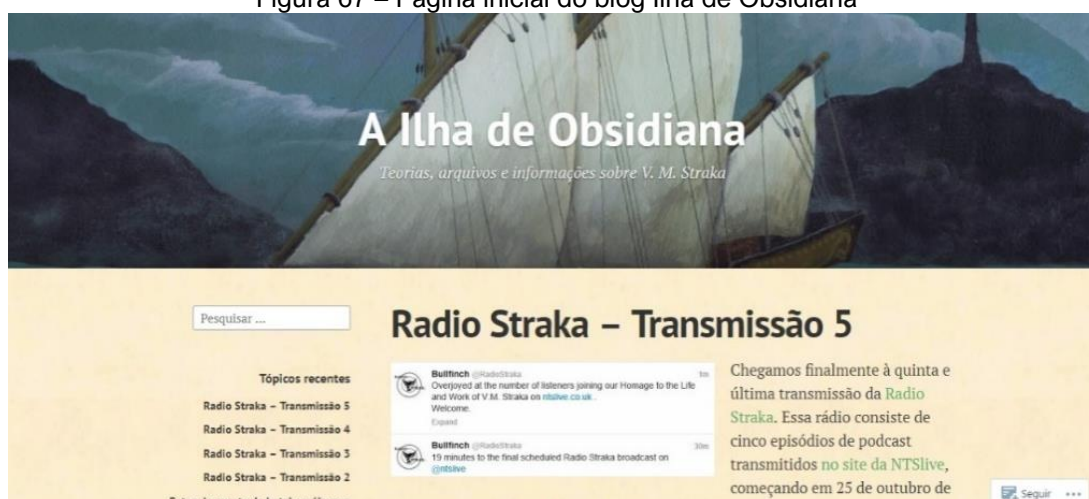 Figura 07 – Página inicial do blog Ilha de Obsidiana
A Ilha de Obsidiana
Teorias, arquivos e informações sobre V. M. Straka
Pesquisar ...
Tópicos recentes
Radio Straka – Transmissão 5
Radio Straka – Transmissão 4
Radio Straka – Transmissão 3
Radio Straka – Transmissão 2
Radio Straka – Transmissão 5
Bullfinch @RadioStraka 1m
Overjoyed at the number of listeners joining our Homage to the Life
and Work of V.M. Straka on ntslive.co.uk .
Welcome.
Expand
Bullfinch @RadioStraka 30m
19 minutes to the final scheduled Radio Straka broadcast on
@ntslive
Chegamos finalmente à quinta e
última transmissão da Radio
Straka. Essa rádio consiste de
cinco episódios de podcast
transmitidos no site da NTSlive,
começando em 25 de outubro de
Seguir